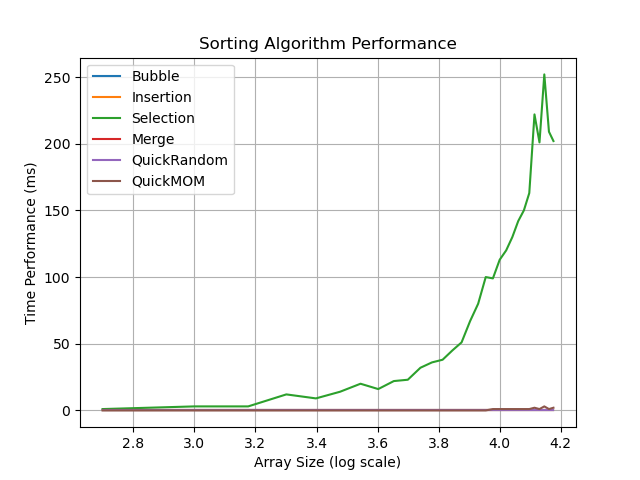 Sorting Algorithm Performance
Bubble
Insertion
Selection
Merge
QuickRandom
QuickMOM
Time Performance (ms)
250
200
150
100
50
0
2.8 3.0 3.2 3.4 3.6 3.8 4.0 4.2
Array Size (log scale)